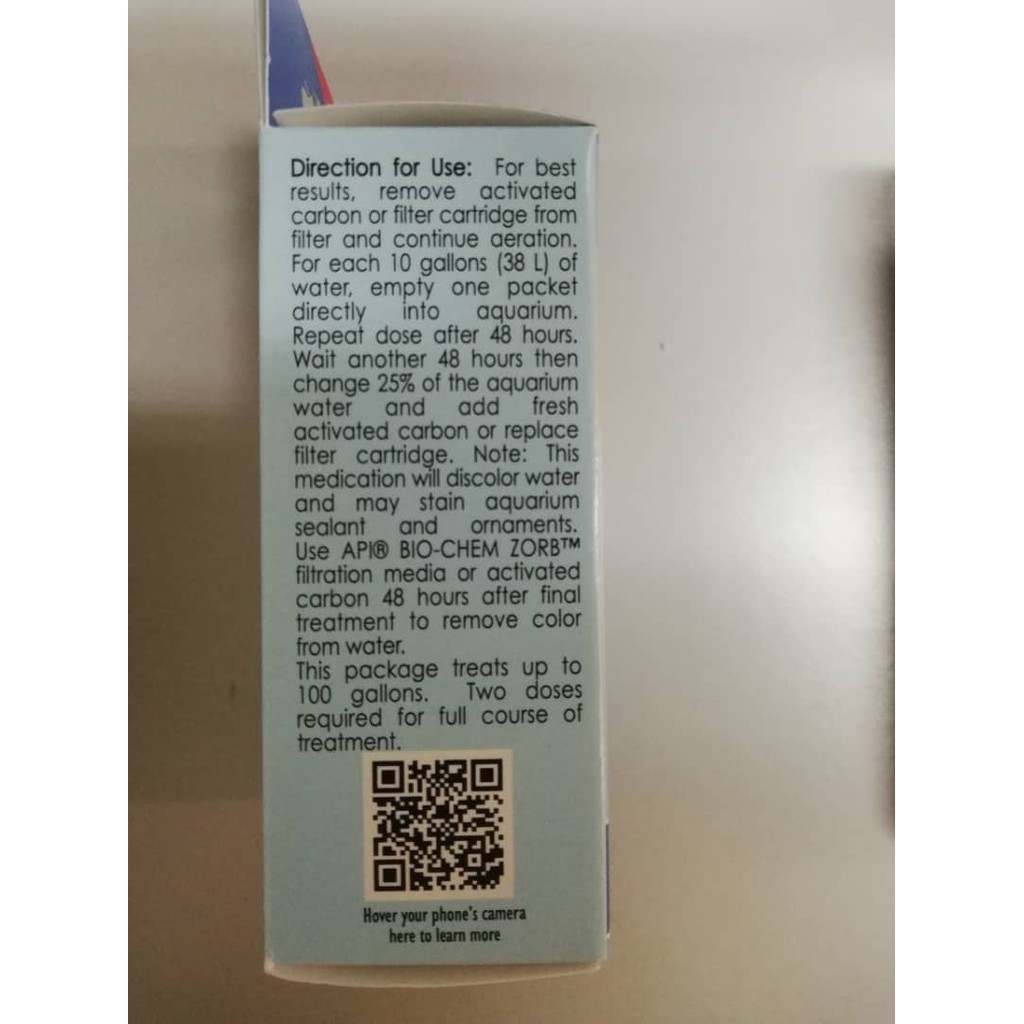 Direction for Use: For best
results, remove activated
carbon or filter cartridge from
filter and continue aeration.
For each 10 gallons (38 L) of
water, empty one packet
directly into aquarium.
Repeat dose after 48 hours.
Wait another 48 hours then
change 25% of the aquarium
water and add fresh
activated carbon or replace
filter cartridge. Note: This
medication will discolor water
and may stain aquarium
sealant and ornaments.
Use API® BIO-CHEM ZORB™
filtration media or activated
carbon 48 hours after final
treatment to remove color
from water.
This package treats up to
100 gallons. Two doses
required for full course of
treatment.
Hover your phone's camera
here to learn more